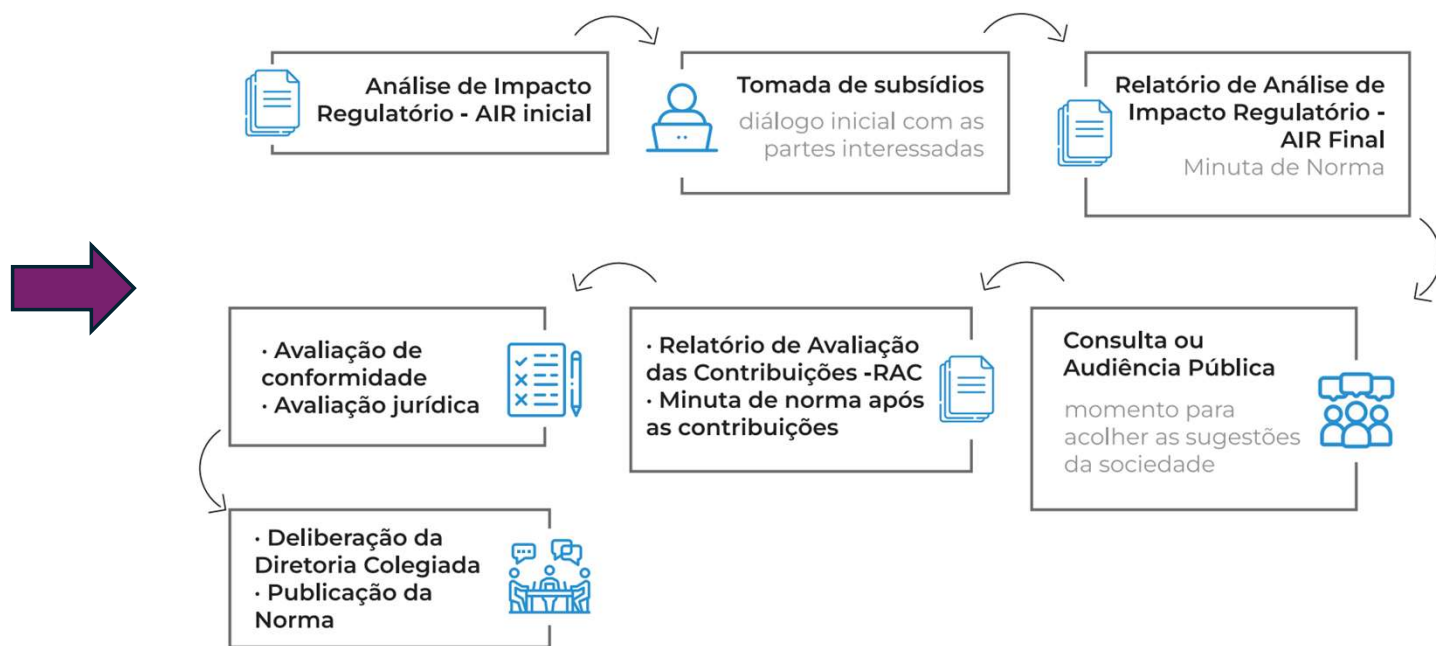 Análise de Impacto
Regulatório - AIR inicial
Tomada de subsídios
diálogo inicial com as
partes interessadas
Relatório de Análise de
Impacto Regulatório -
AIR Final
Minuta de Norma
Consulta ou
Audiência Pública
momento para
acolher as sugestões
da sociedade
· Relatório de Avaliação
das Contribuições -RAC
· Minuta de norma após
as contribuições
· Avaliação de
conformidade
· Avaliação jurídica
· Deliberação da
Diretoria Colegiada
· Publicação da
Norma